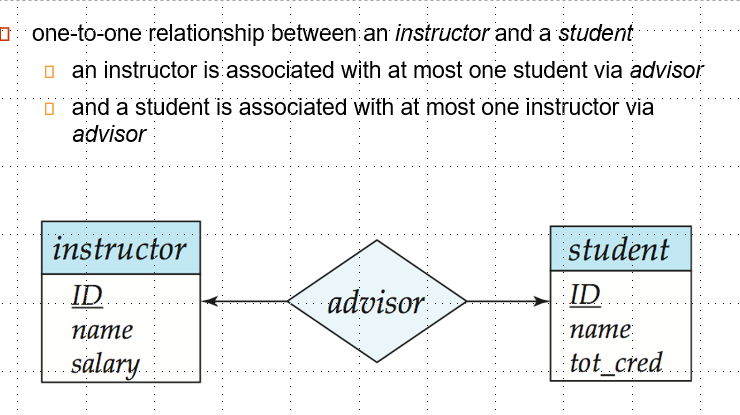 one-to-one relationship between an instructor and a student
an instructor is associated with at most one student via advisor
and a student is associated with at most one instructor via
advisor
instructor
ID
name
salary
advisor
student
ID
name
tot_cred